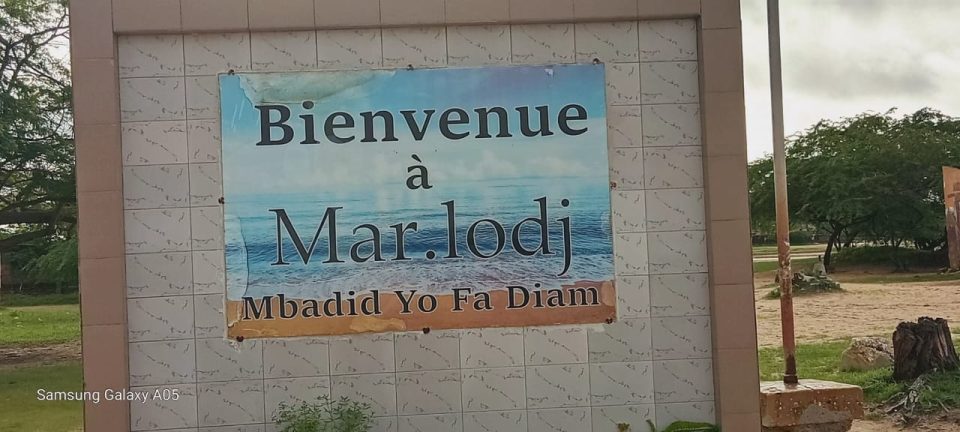 Bienvenue
à
Mar.lodj
Mbadid Yo Fa Diam
Samsung Galaxy A05